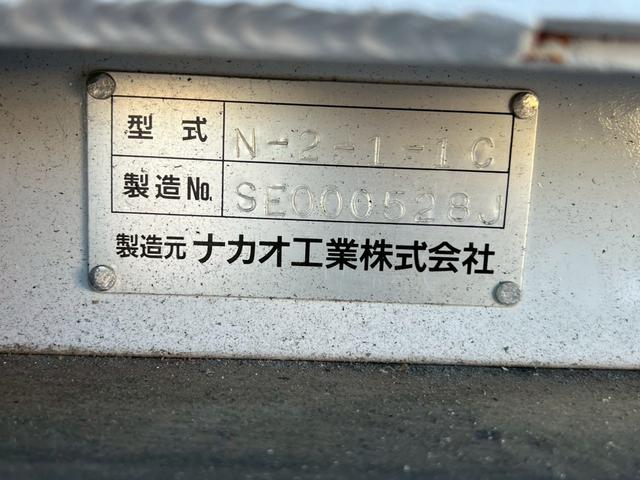 型式 N-2-1-1C
製造No. SE000528J
製造元 ナカオ工業株式会社